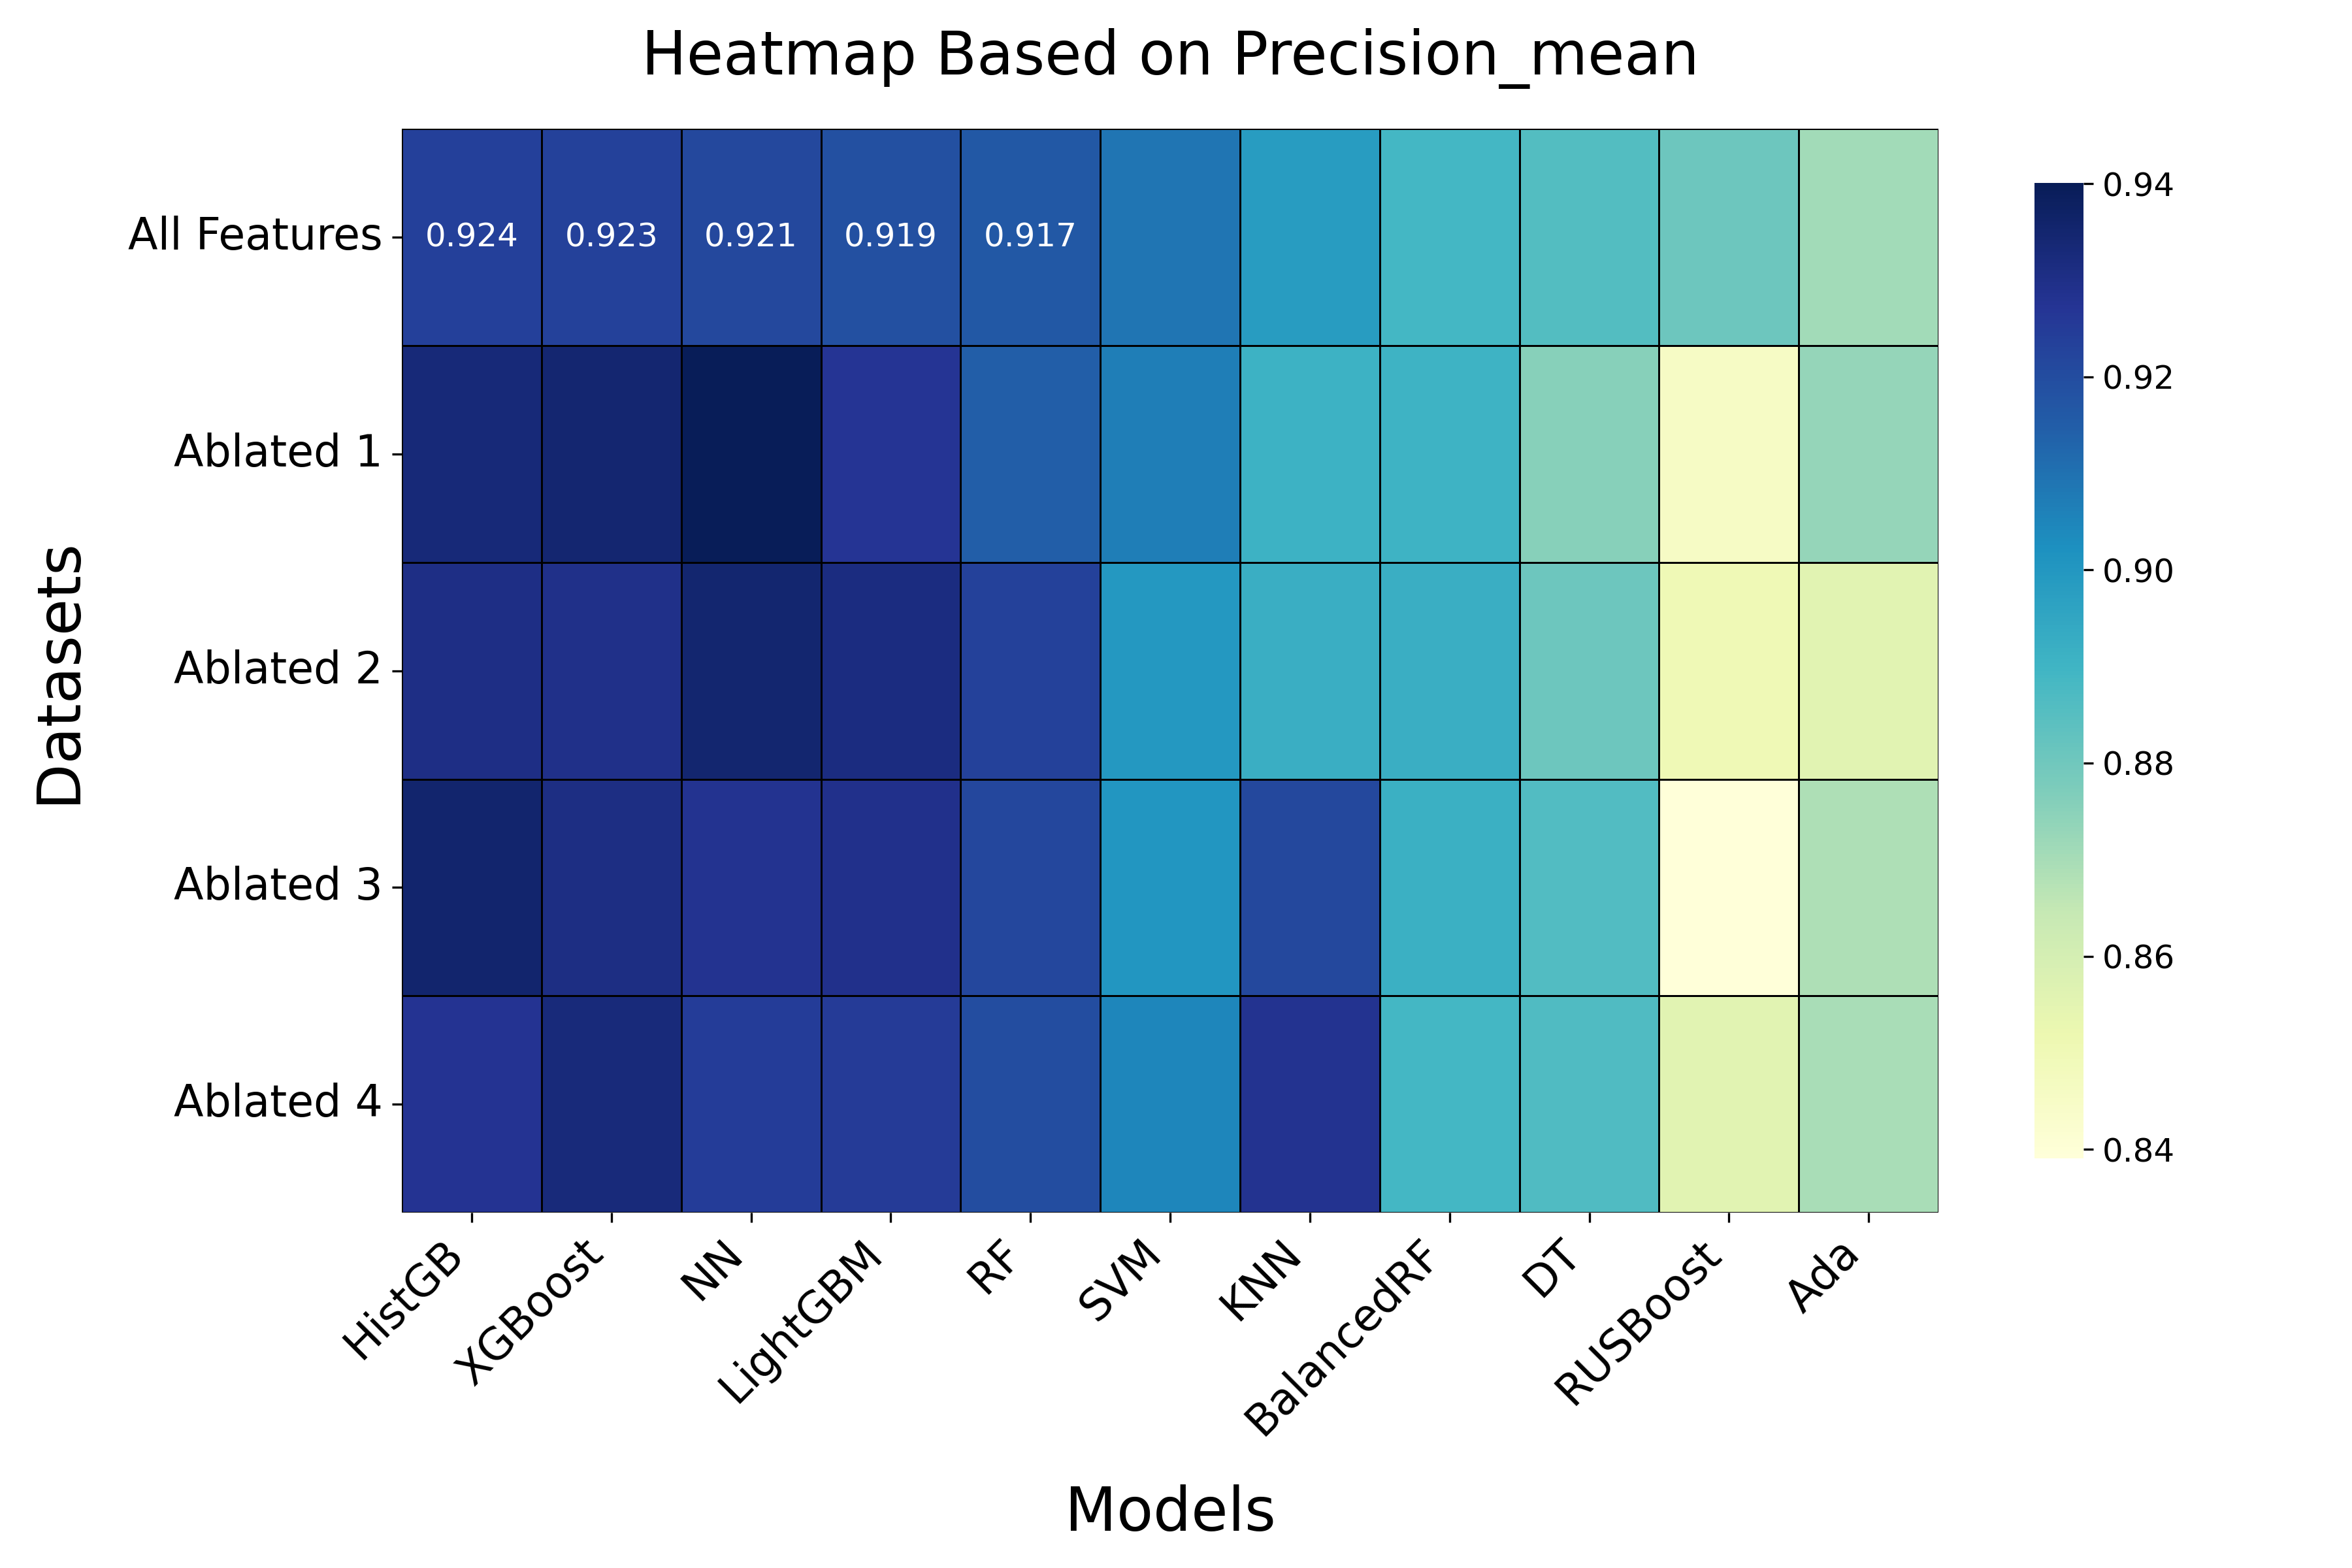 Heatmap Based on Precision_mean
All Features
0.924 0.923 0.921 0.919 0.917
Ablated 1
Ablated 2
Ablated 3
Ablated 4
Datasets
HistGB XGBoost NN LightGBM RF SVM KNN BalancedRF DT RUSBoost Ada
Models
0.94
0.92
0.90
0.88
0.86
0.84